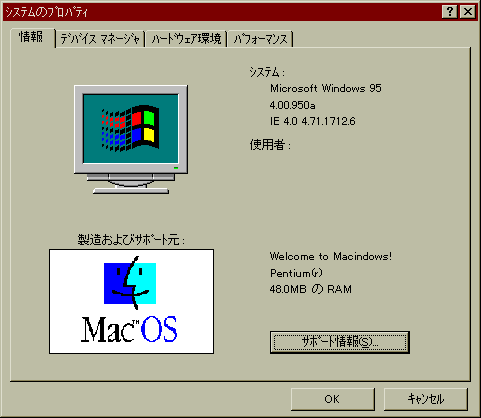 ｼｽﾃﾑのﾌﾟﾛﾊﾟﾃｨ
情報 ﾃﾞﾊﾞｲｽ ﾏﾈｰｼﾞｬ ﾊｰﾄﾞｳｪｱ環境 ﾊﾟﾌｫｰﾏﾝｽ
ｼｽﾃﾑ:
Microsoft Windows 95
4.00.950a
IE 4.0 4.71.1712.6
使用者:
製造およびｻﾎﾟｰﾄ元:
Mac™OS
Welcome to Macindows!
Pentium(r)
48.0MB の RAM
ｻﾎﾟｰﾄ情報(S)...
OK ｷｬﾝｾﾙ